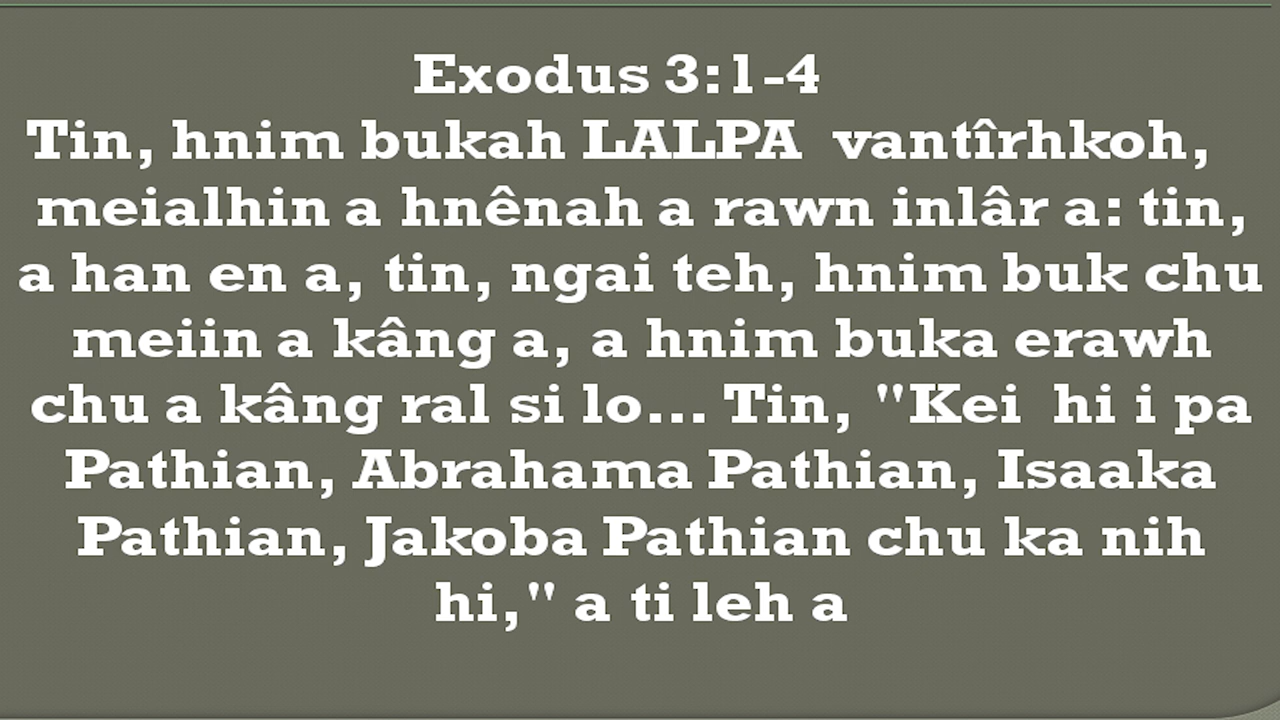 Exodus 3:1-4
Tin, hnim bukah LALPA vantîrhkoh,
meialhin a hnênah a rawn inlâr a: tin,
a han en a, tin, ngai teh, hnim buk chu
meiin a kâng a, a hnim buka erawh
chu a kâng ral si lo... Tin, "Kei hi i pa
Pathian, Abrahama Pathian, Isaaka
Pathian, Jakoba Pathian chu ka nih
hi," a ti leh a